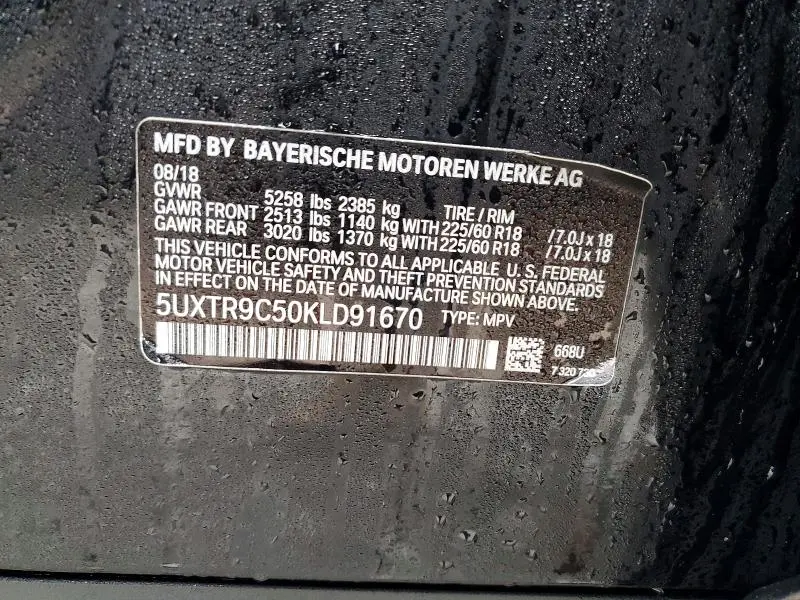 MFD BY BAYERISCHE MOTOREN WERKE AG
08/18
GVWR 5258 lbs 2385 kg TIRE / RIM
GAWR FRONT 2513 lbs 1140 kg WITH 225/60 R18 /7.0J x 18
GAWR REAR 3020 lbs 1370 kg WITH 225/60 R18 /7.0J x 18
THIS VEHICLE CONFORMS TO ALL APPLICABLE U. S. FEDERAL
MOTOR VEHICLE SAFETY AND THEFT PREVENTION STANDARDS
IN EFFECT ON THE DATE OF MANUFACTURE SHOWN ABOVE.
5UXTR9C50KLD91670 TYPE: MPV
668U
7 320